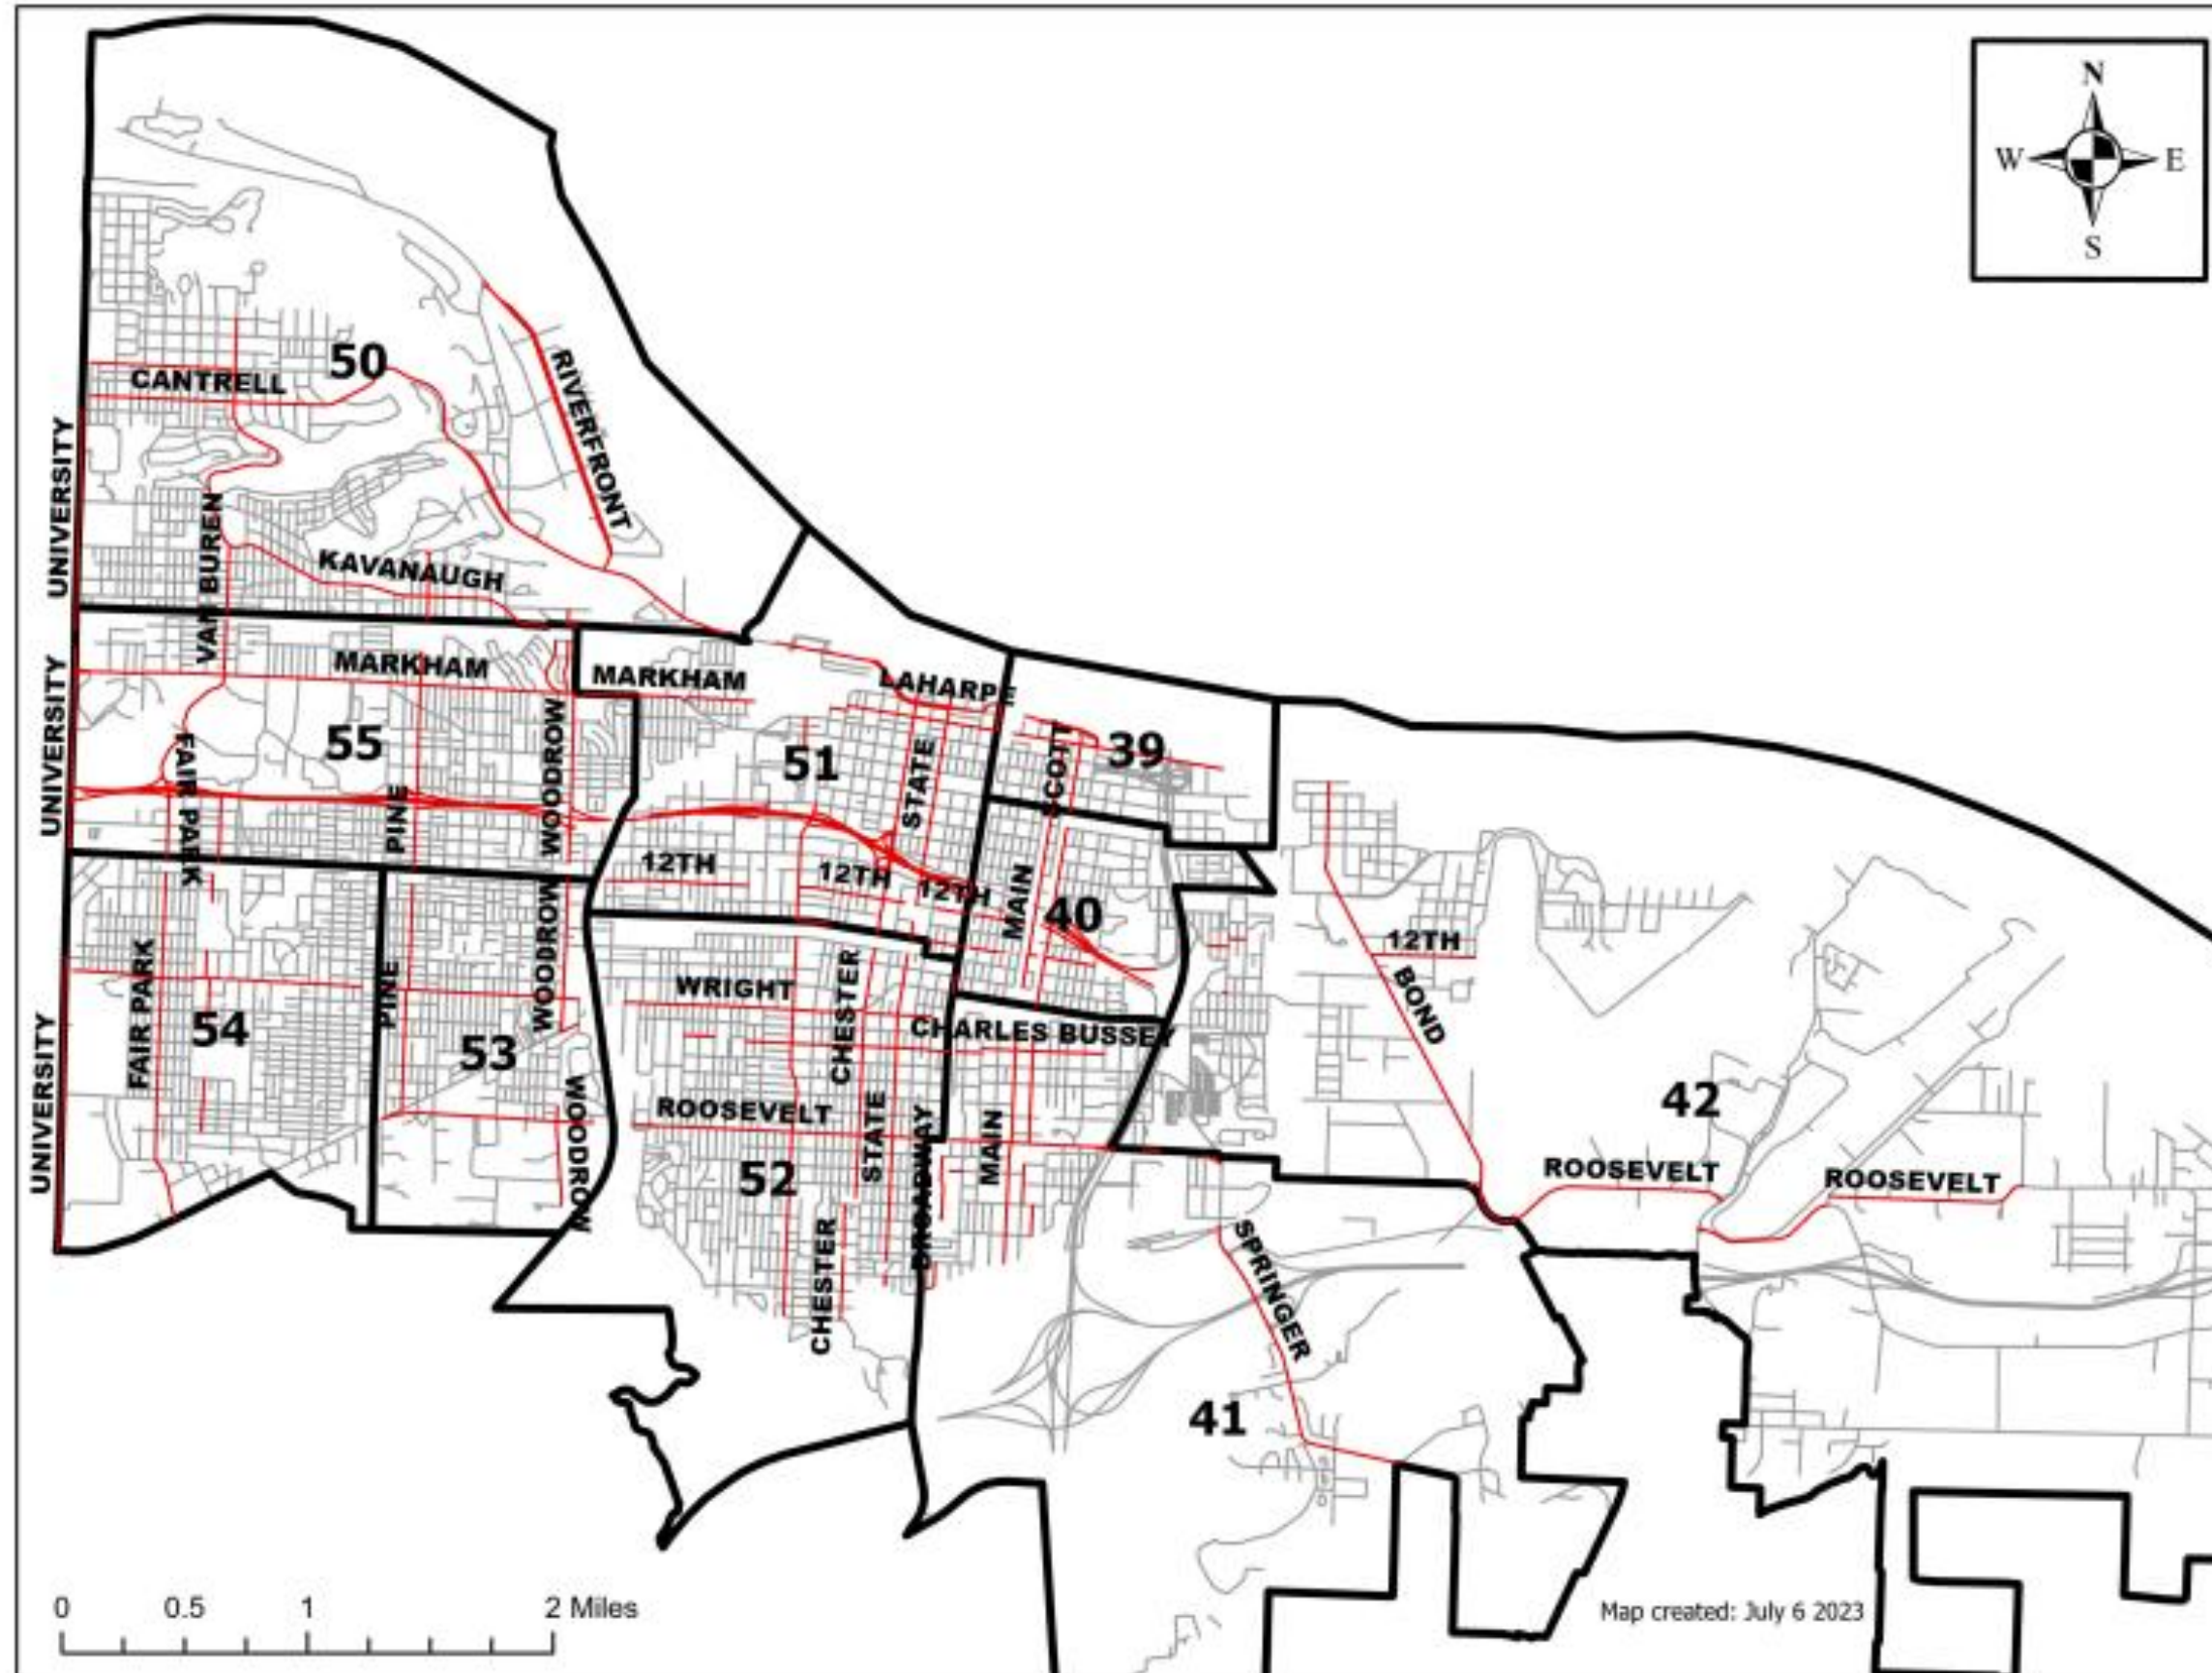 N
W E
S
50
CANTRELL
RIVERFRONT
UNIVERSITY
VAN BUREN
KAVANAUGH
MARKHAM
MARKHAM
LAHARPE
UNIVERSITY
55
FAIR PARK
PINE
WOODROW
51
STATE
SCOTT
39
12TH
12TH
12TH
MAIN
40
12TH
BOND
FAIR PARK
54
PINE
53
WOODROW
WRIGHT
CHESTER
CHARLES BUSSEY
UNIVERSITY
WOODROW
ROOSEVELT
52
STATE
BROADWAY
MAIN
42
ROOSEVELT
ROOSEVELT
CHESTER
SPRINGER
41
0 0.5 1 2 Miles
Map created: July 6 2023